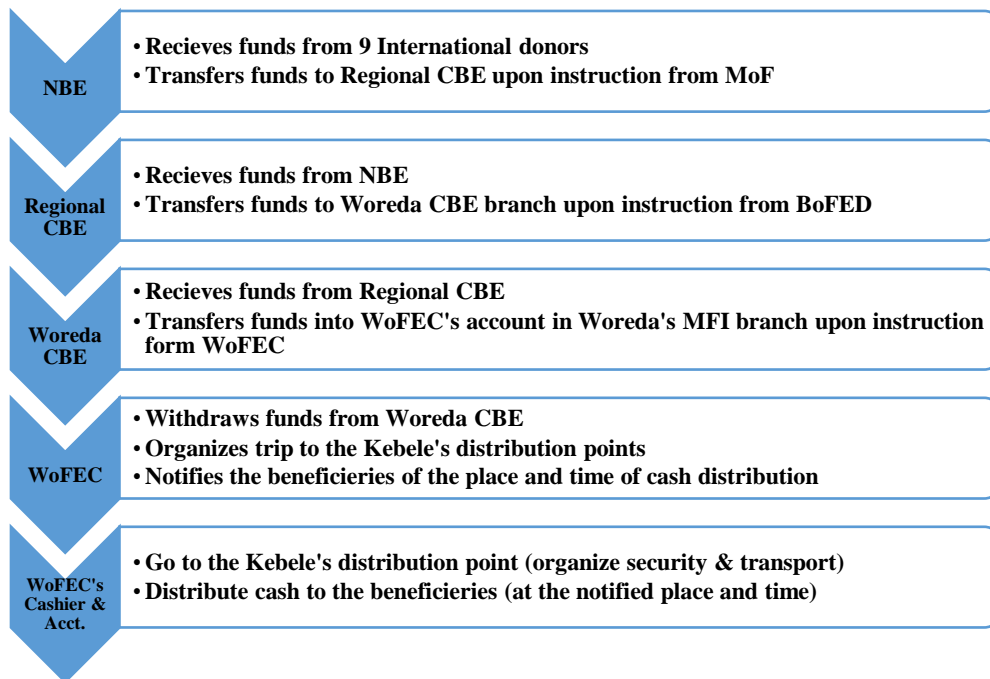 NBE
• Recieves funds from 9 International donors
• Transfers funds to Regional CBE upon instruction from MoF
Regional
CBE
• Recieves funds from NBE
• Transfers funds to Woreda CBE branch upon instruction from BoFED
Woreda
CBE
• Recieves funds from Regional CBE
• Transfers funds into WoFEC's account in Woreda's MFI branch upon instruction
form WoFEC
WoFEC
• Withdraws funds from Woreda CBE
• Organizes trip to the Kebele's distribution points
• Notifies the beneficieries of the place and time of cash distribution
WoFEC's
Cashier &
Acct.
• Go to the Kebele's distribution point (organize security & transport)
• Distribute cash to the beneficieries (at the notified place and time)